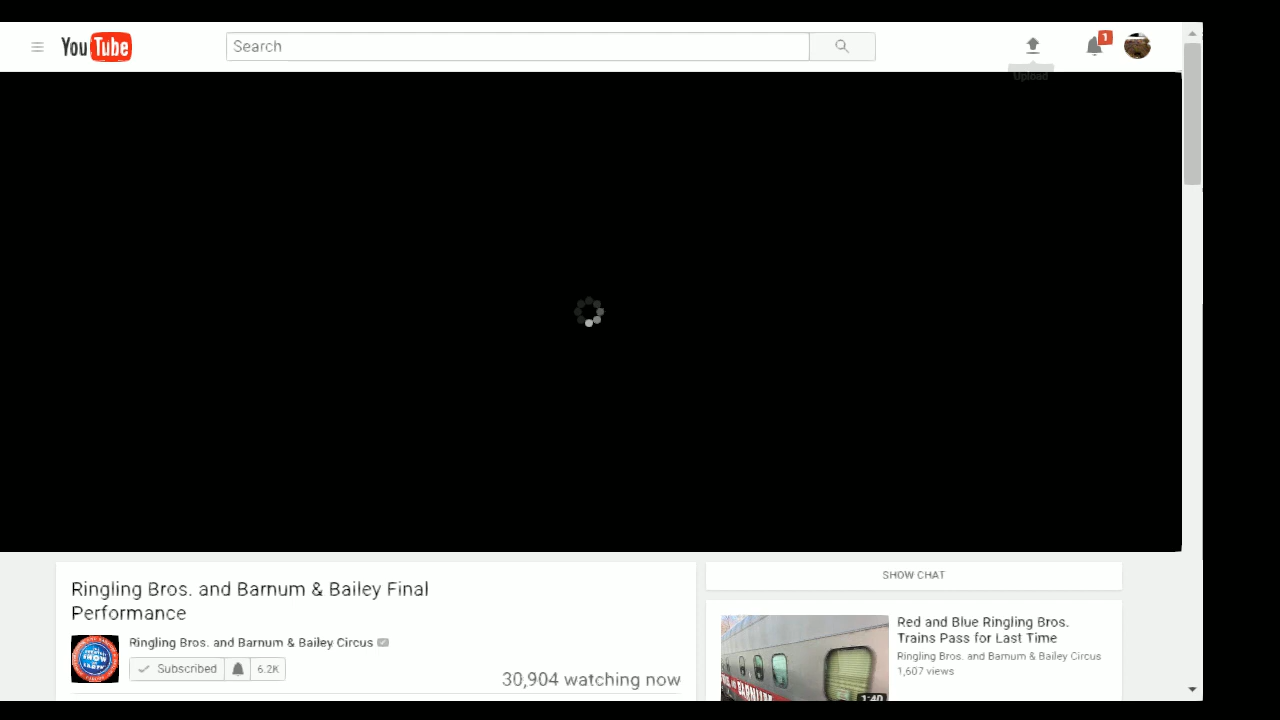 YouTube
Search
1
Upload
Ringling Bros. and Barnum & Bailey Final
Performance
Ringling Bros. and Barnum & Bailey Circus
Subscribed
6.2K
30,904 watching now
SHOW CHAT
Red and Blue Ringling Bros.
Trains Pass for Last Time
Ringling Bros. and Barnum & Bailey Circus
1,607 views
1:40